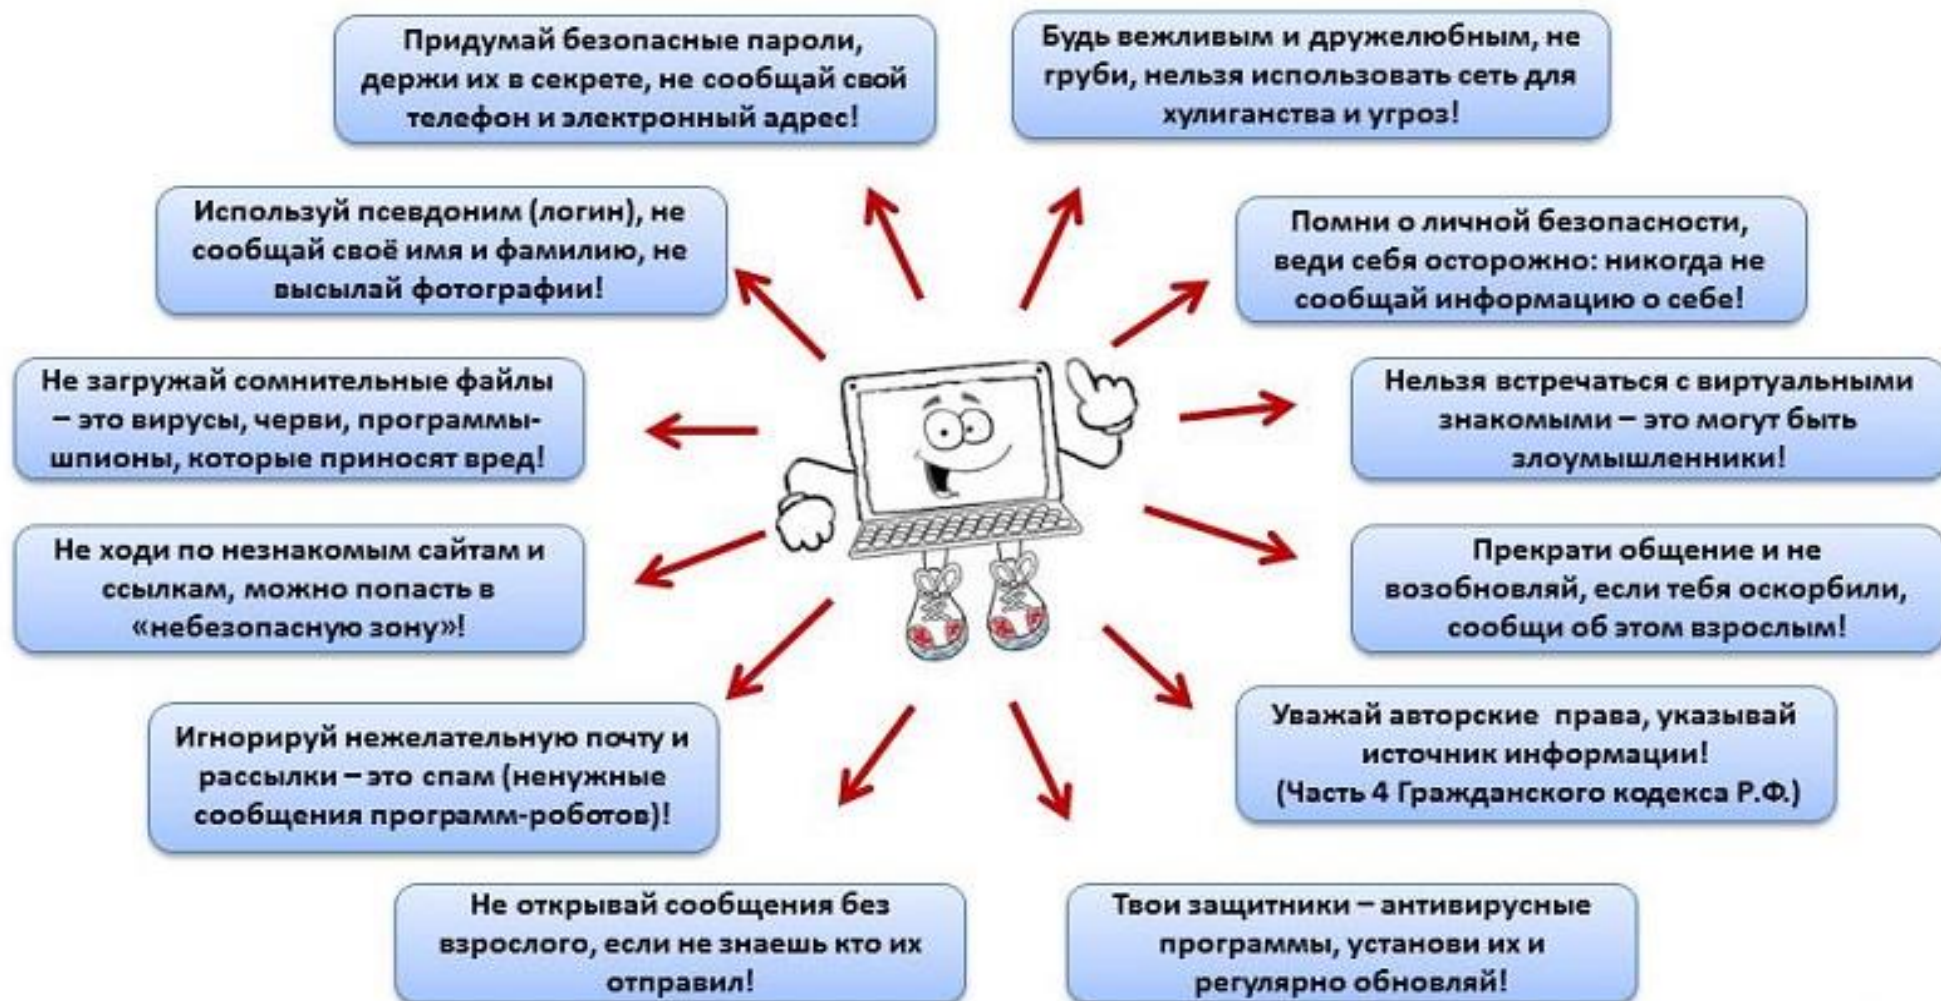 Придумай безопасные пароли,
держи их в секрете, не сообщай свой
телефон и электронный адрес!
Будь вежливым и дружелюбным, не
груби, нельзя использовать сеть для
хулиганства и угроз!
Используй псевдоним (логин), не
сообщай своё имя и фамилию, не
высылай фотографии!
Помни о личной безопасности,
веди себя осторожно: никогда не
сообщай информацию о себе!
Не загружай сомнительные файлы
– это вирусы, черви, программы-
шпионы, которые приносят вред!
Нельзя встречаться с виртуальными
знакомыми – это могут быть
злоумышленники!
Не ходи по незнакомым сайтам и
ссылкам, можно попасть в
«небезопасную зону»!
Прекрати общение и не
возобновляй, если тебя оскорбили,
сообщи об этом взрослым!
Игнорируй нежелательную почту и
рассылки – это спам (ненужные
сообщения программ-роботов)!
Уважай авторские права, указывай
источник информации!
(Часть 4 Гражданского кодекса Р.Ф.)
Не открывай сообщения без
взрослого, если не знаешь кто их
отправил!
Твои защитники – антивирусные
программы, установи их и
регулярно обновляй!